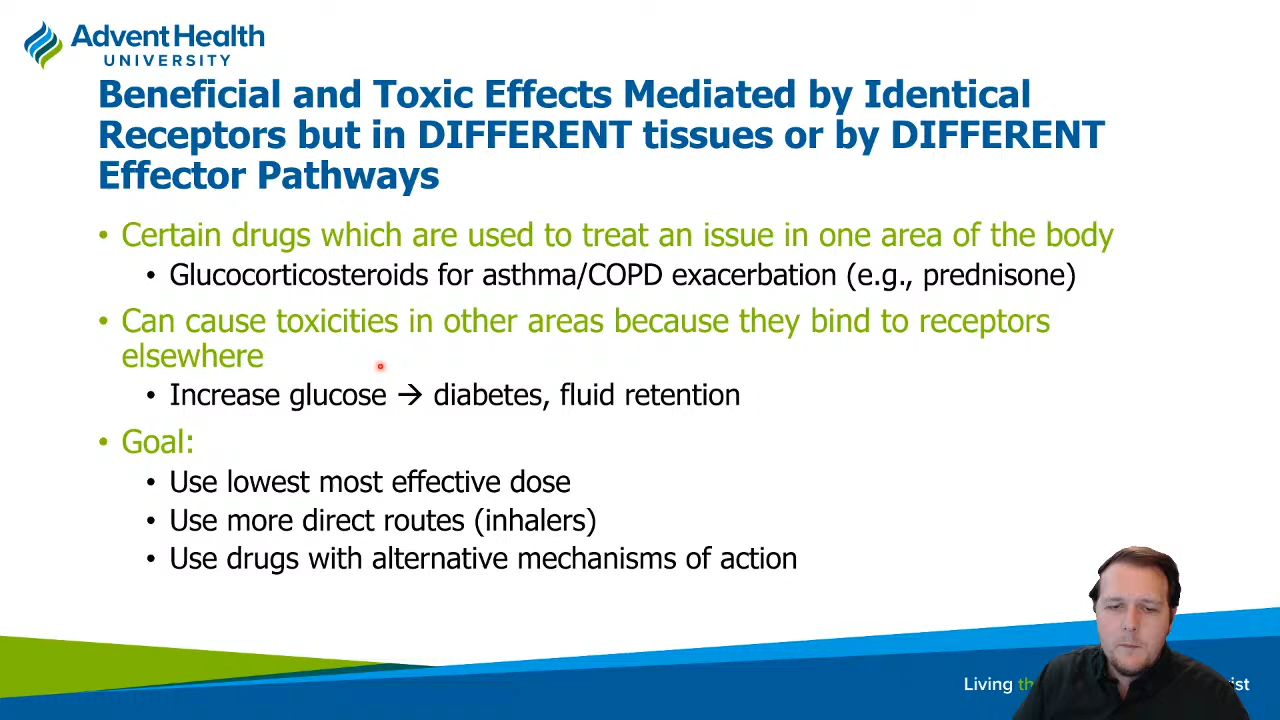 Advent Health
UNIVERSITY
Beneficial and Toxic Effects Mediated by Identical
Receptors but in DIFFERENT tissues or by DIFFERENT
Effector Pathways
• Certain drugs which are used to treat an issue in one area of the body
• Glucocorticosteroids for asthma/COPD exacerbation (e.g., prednisone)
• Can cause toxicities in other areas because they bind to receptors
elsewhere
• Increase glucose → diabetes, fluid retention
• Goal:
• Use lowest most effective dose
• Use more direct routes (inhalers)
• Use drugs with alternative mechanisms of action
Living